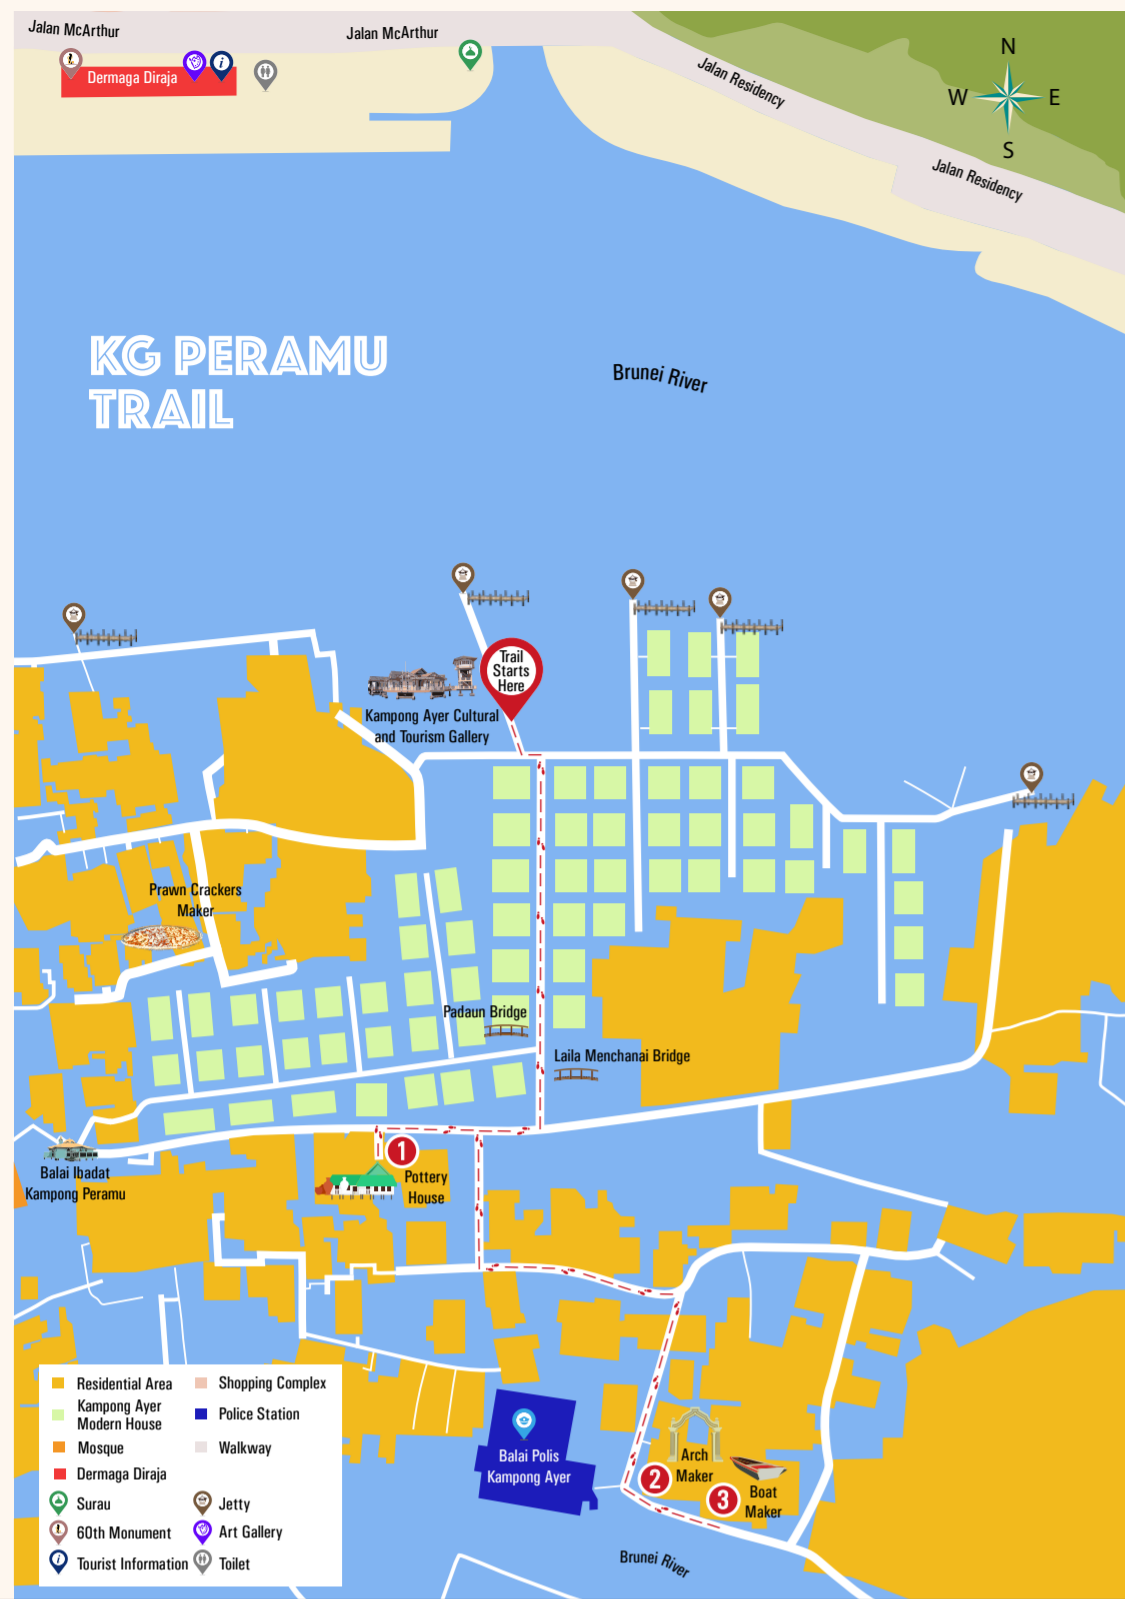 Jalan McArthur
Jalan McArthur
Dermaga Diraja
Jalan Residency
Jalan Residency
N
W
E
S
KG PERAMU
TRAIL
Brunei River
Trail
Starts
Here
Kampong Ayer Cultural
and Tourism Gallery
Prawn Crackers
Maker
Padaun Bridge
Laila Menchanai Bridge
1
Pottery
House
Balai Ibadat
Kampong Peramu
Balai Polis
Kampong Ayer
Arch
Maker
2
3
Boat
Maker
Brunei River
Residential Area
Kampong Ayer
Modern House
Mosque
Dermaga Diraja
Surau
60th Monument
Tourist Information
Shopping Complex
Police Station
Walkway
Jetty
Art Gallery
Toilet